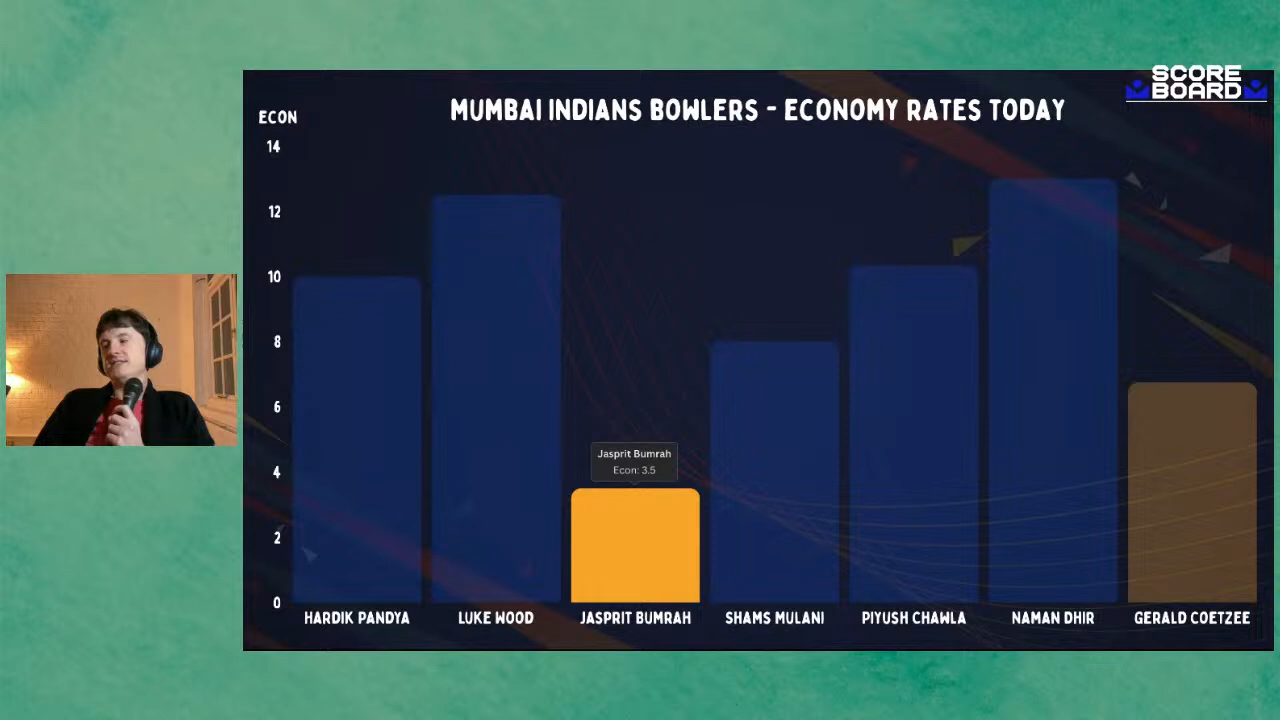 SCORE
BOARD
MUMBAI INDIANS BOWLERS - ECONOMY RATES TODAY
ECON
14
12
10
8
6
4
2
0
Jasprit Bumrah
Econ: 3.5
HARDIK PANDYA
LUKE WOOD
JASPRIT BUMRAH
SHAMS MULANI
PIYUSH CHAWLA
NAMAN DHIR
GERALD COETZEE